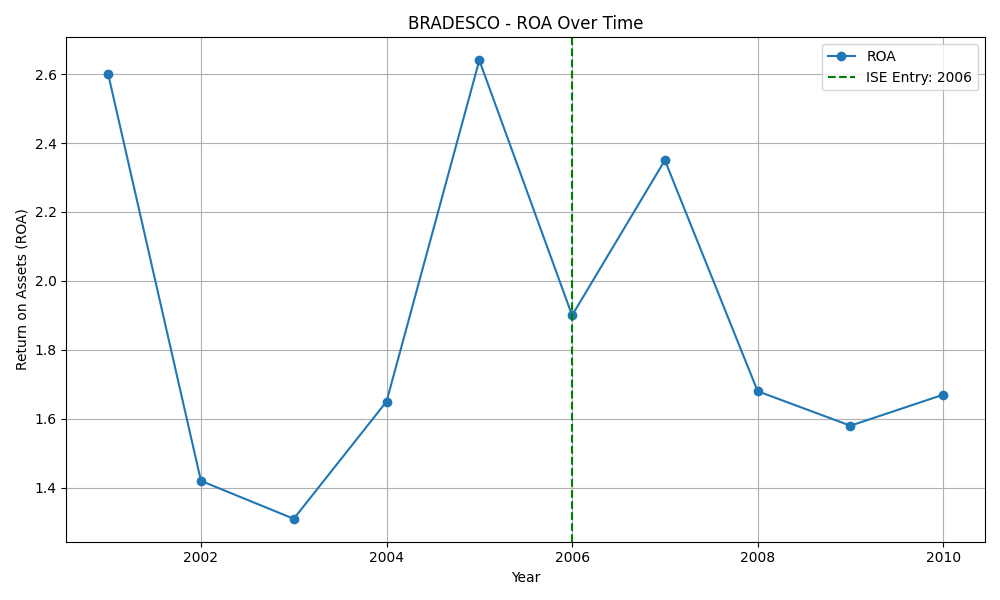 BRADESCO - ROA Over Time
ROA
ISE Entry: 2006
Return on Assets (ROA)
2.6
2.4
2.2
2.0
1.8
1.6
1.4
2002
2004
2006
2008
2010
Year